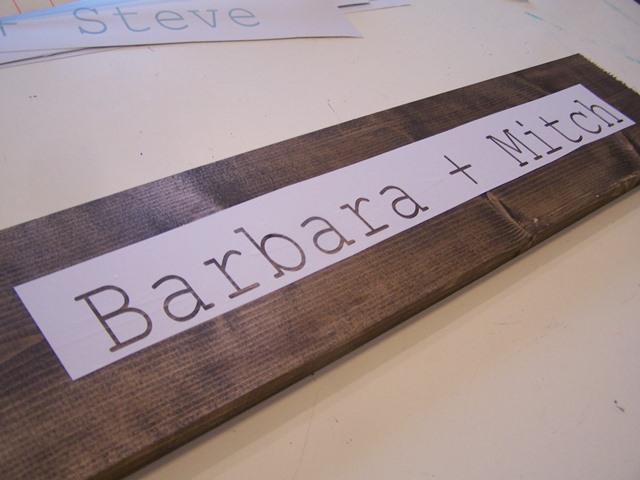 + Steve
Barbara + Mitch